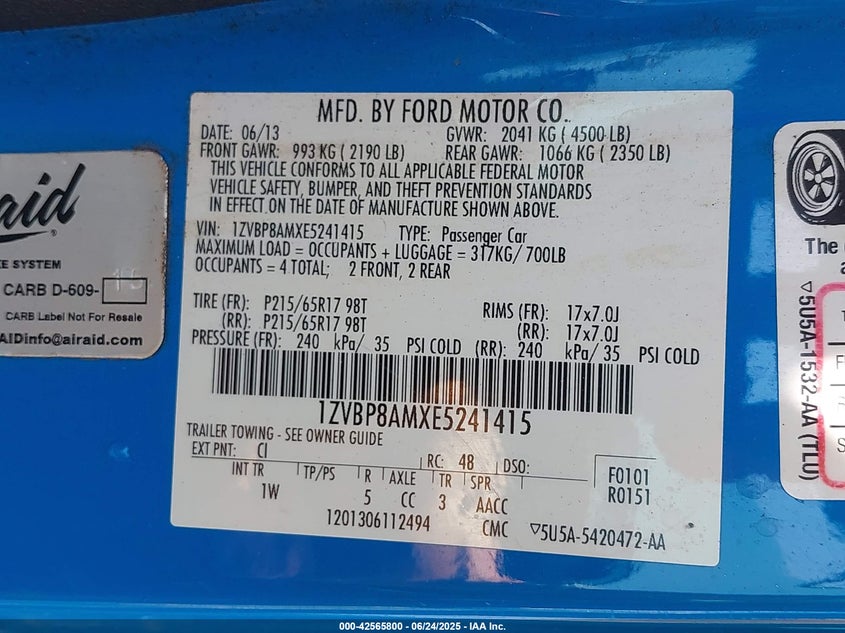 MFD. BY FORD MOTOR CO.
DATE: 06/13 GVWR: 2041 KG ( 4500 LB)
FRONT GAWR: 993 KG ( 2190 LB) REAR GAWR: 1066 KG ( 2350 LB)
THIS VEHICLE CONFORMS TO ALL APPLICABLE FEDERAL MOTOR
VEHICLE SAFETY, BUMPER, AND THEFT PREVENTION STANDARDS
IN EFFECT ON THE DATE OF MANUFACTURE SHOWN ABOVE.
VIN: 1ZVBP8AMXE5241415 TYPE: Passenger Car
MAXIMUM LOAD = OCCUPANTS + LUGGAGE = 317KG/ 700LB
OCCUPANTS = 4 TOTAL; 2 FRONT, 2 REAR
TIRE (FR): P215/65R17 98T RIMS (FR): 17x7.0J
(RR): P215/65R17 98T (RR): 17x7.0J
PRESSURE (FR): 240 kPa/ 35 PSI COLD (RR): 240 kPa/ 35 PSI COLD
1ZVBP8AMXE5241415
TRAILER TOWING - SEE OWNER GUIDE
EXT PNT: CI RC: 48 DSO:
INT TR TP/PS R AXLE TR SPR F0101
1W 5 CC 3 AACC R0151
1201306112494 CMC ▽5U5A-5420472-AA
aid
®
E SYSTEM
CARB D-609-
CARB Label Not For Resale
AIDinfo@airaid.com
The
▽5U5A-1532-AA (TLU)
000-42565800 - 06/24/2025 - IAA Inc.